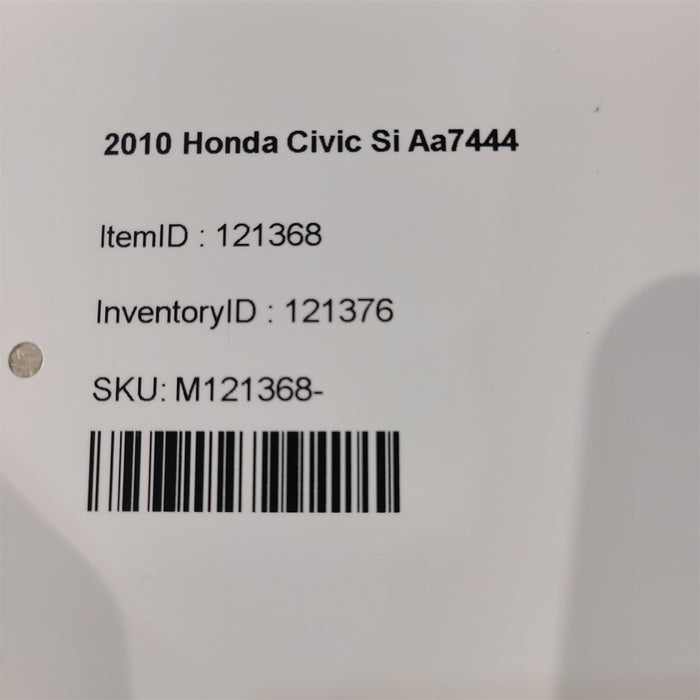 2010 Honda Civic Si Aa7444
ItemID : 121368
InventoryID : 121376
SKU: M121368-